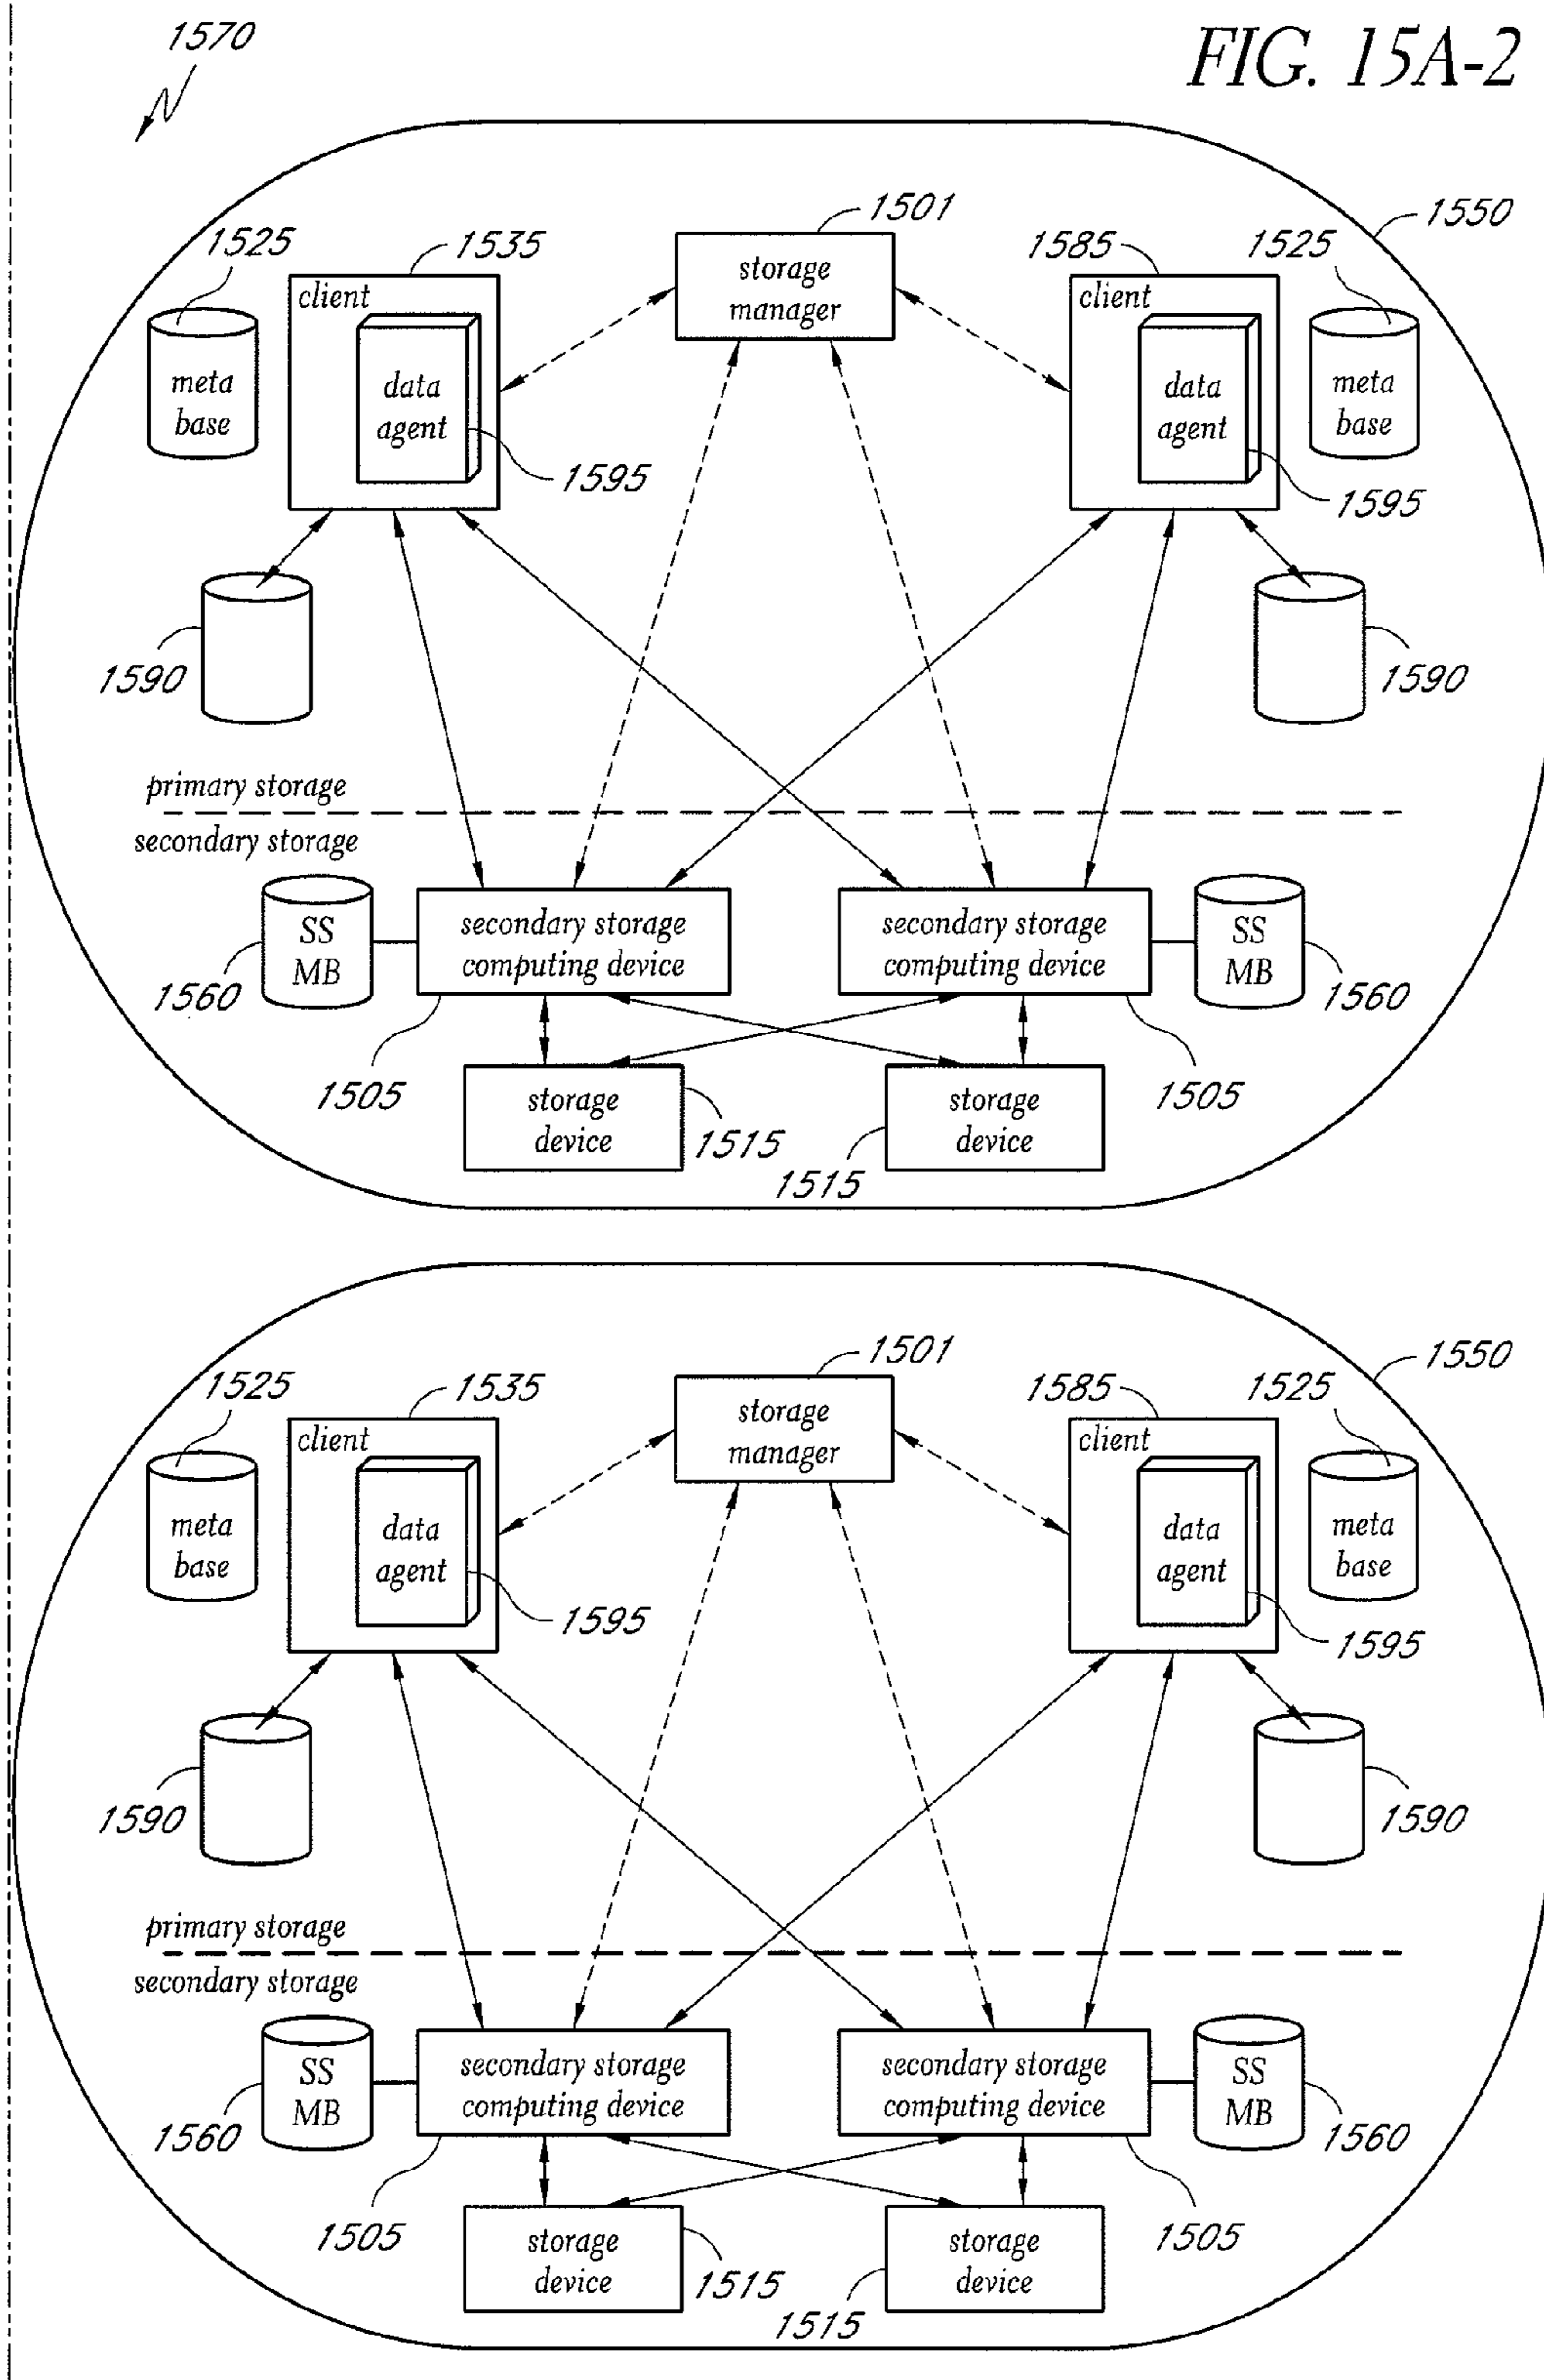 1570
FIG. 15A-2
1501
1550
1525
1535
1585
1525
storage
manager
client
client
meta
base
data
agent
data
agent
meta
base
1595
1595
1590
1590
primary storage
secondary storage
SS
MB
secondary storage
computing device
secondary storage
computing device
SS
MB
1560
1560
1505
1505
storage
device
storage
device
1515
1515
1501
1550
1525
1535
1585
1525
storage
manager
client
client
meta
base
data
agent
data
agent
meta
base
1595
1595
1590
1590
primary storage
secondary storage
SS
MB
secondary storage
computing device
secondary storage
computing device
SS
MB
1560
1560
1505
1505
storage
device
storage
device
1515
1515